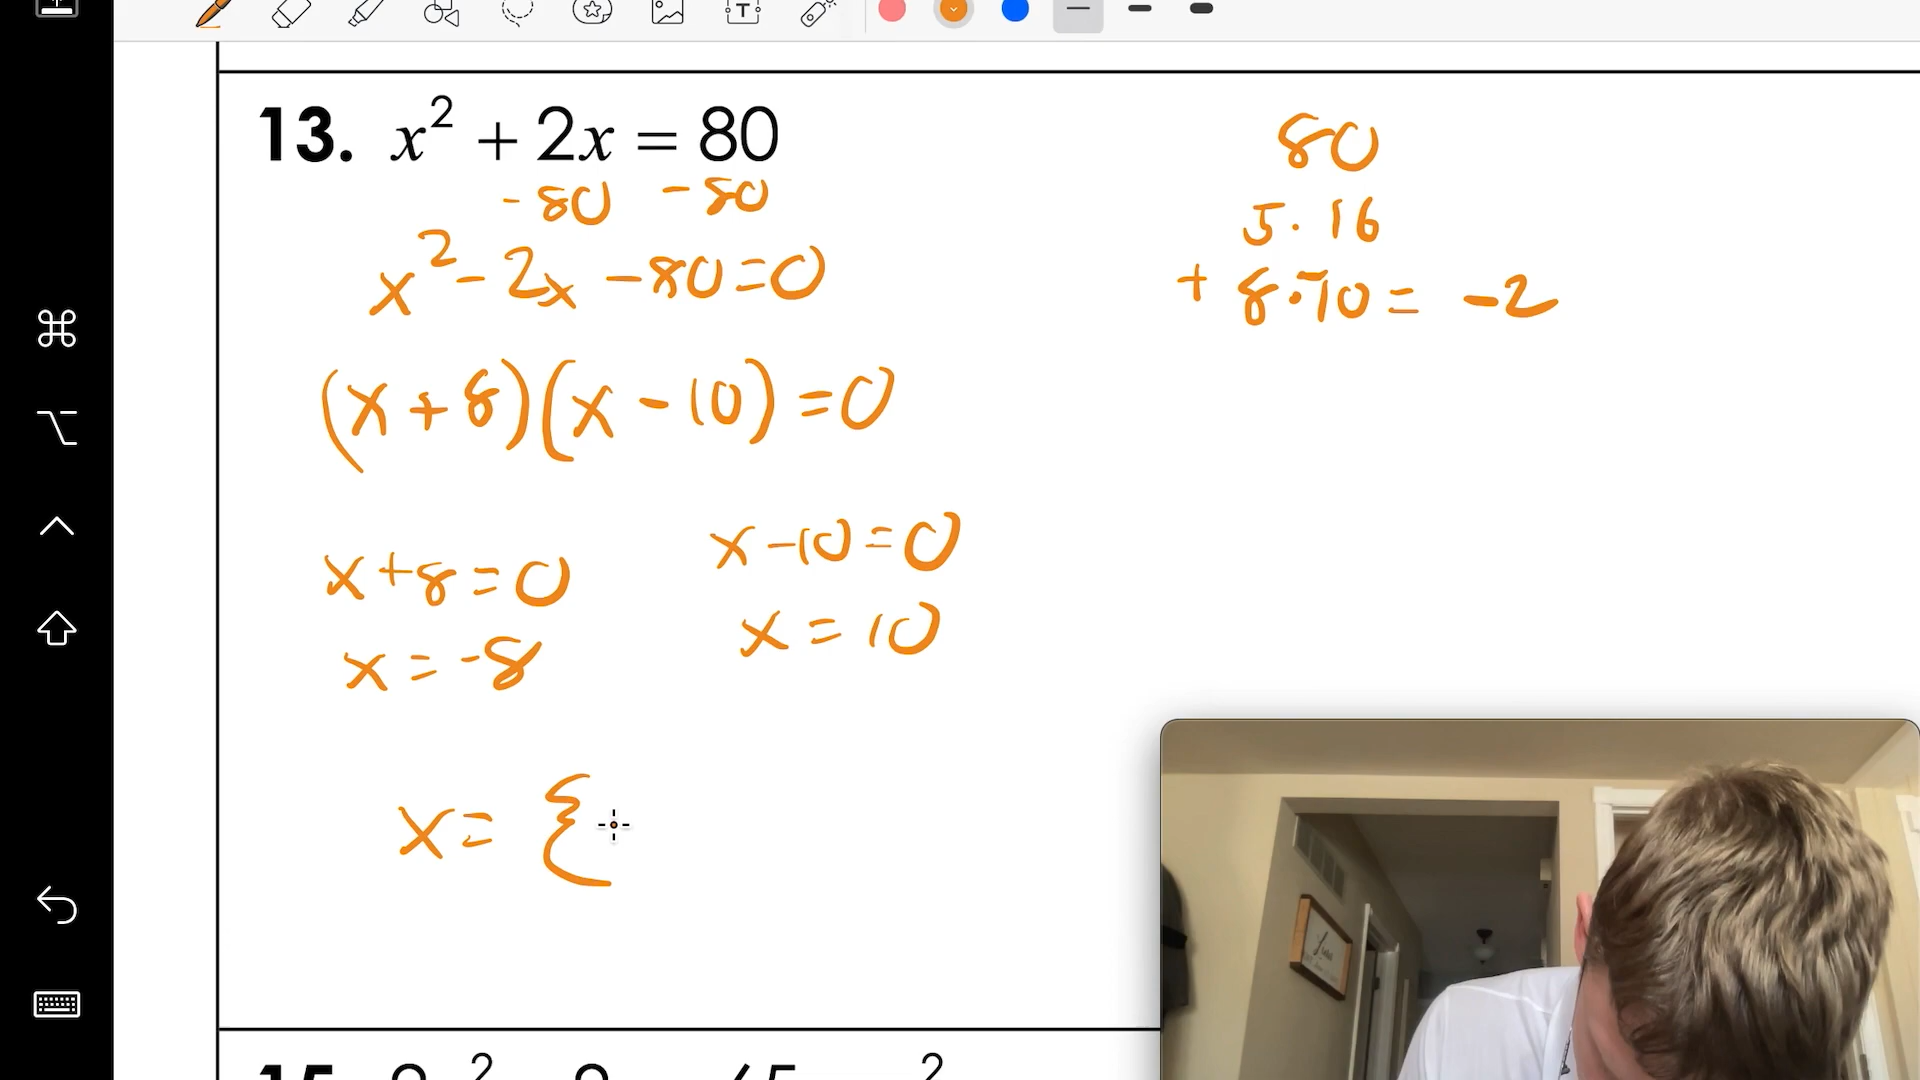 13. x² + 2x = 80
-80 -80
x² - 2x - 80 = 0
(x + 8)(x - 10) = 0
x + 8 = 0
x = -8
x - 10 = 0
x = 10
x = {
80
5 · 16
+ 8 · -10 = -2
T